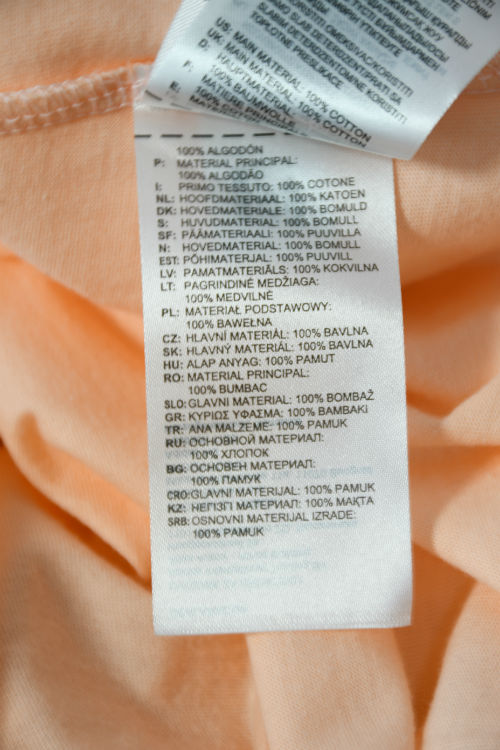 US: MAIN MATERIAL: 100% COTTON
UK: MAIN MATERIAL: 100% COTTON
D: HAUPTMATERIAL:
100% BAUMWOLLE
F: MATIÈRE PRINCIPALE:
100% ALGODÓN
P: MATERIAL PRINCIPAL:
100% ALGODÃO
I: PRIMO TESSUTO: 100% COTONE
NL: HOOFDMATERIAAL: 100% KATOEN
DK: HOVEDMATERIALE: 100% BOMULD
S: HUVUDMATERIAL: 100% BOMULL
SF: PÄÄMATERIAALI: 100% PUUVILLA
N: HOVEDMATERIAL: 100% BOMULL
EST: PÕHIMATERJAL: 100% PUUVILL
LV: PAMATMATERIĀLS: 100% KOKVILNA
LT: PAGRINDINĖ MEDŽIAGA:
100% MEDVILNĖ
PL: MATERIAŁ PODSTAWOWY:
100% BAWEŁNA
CZ: HLAVNÍ MATERIÁL: 100% BAVLNA
SK: HLAVNÝ MATERIÁL: 100% BAVLNA
HU: ALAP ANYAG: 100% PAMUT
RO: MATERIAL PRINCIPAL:
100% BUMBAC
SLO: GLAVNI MATERIAL: 100% BOMBAŽ
GR: ΚΥΡΙΩΣ ΥΦΑΣΜΑ: 100% ΒΑΜΒΑΚi
TR: ANA MALZEME: 100% PAMUK
RU: ОСНОВНОЙ МАТЕРИАЛ:
100% ХЛОПОК
BG: ОСНОВЕН МАТЕРИАЛ:
100% ПАМУК
CRO: GLAVNI MATERIJAL: 100% PAMUK
KZ: НЕГІЗГІ МАТЕРИАЛ: 100% МАҚТА
SRB: OSNOVNI MATERIJAL IZRADE:
100% PAMUK